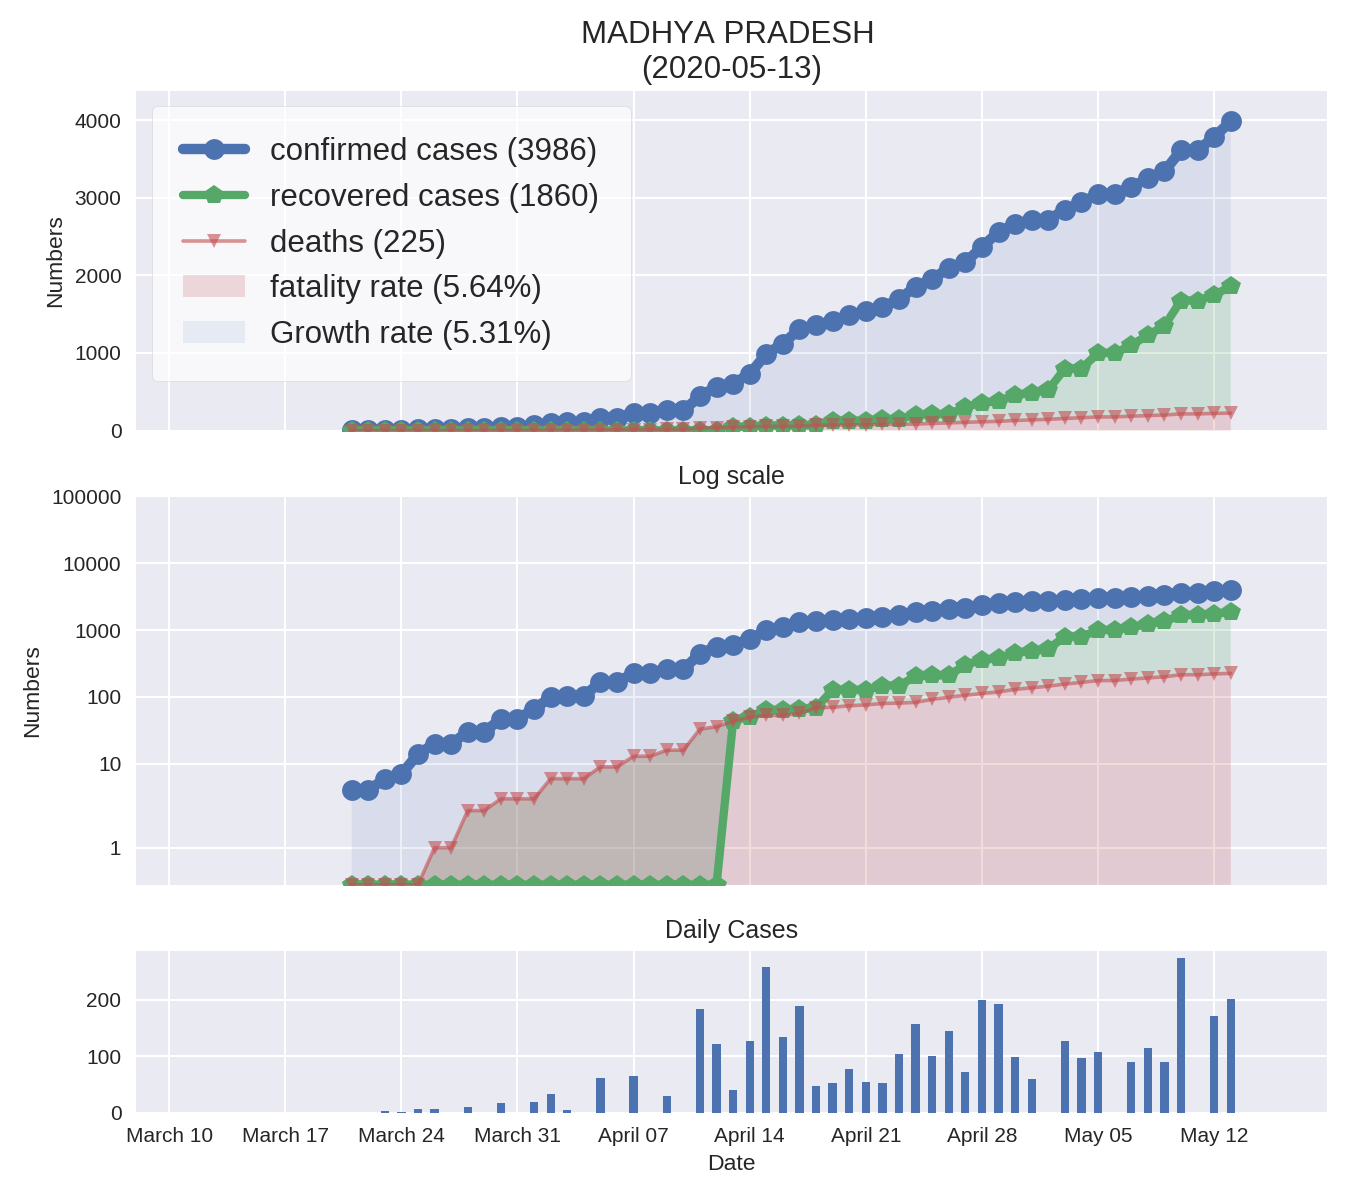 MADHYA PRADESH
(2020-05-13)
4000
3000
2000
1000
0
Numbers
confirmed cases (3986)
recovered cases (1860)
deaths (225)
fatality rate (5.64%)
Growth rate (5.31%)
Log scale
100000
10000
1000
100
10
1
Numbers
Daily Cases
200
100
0
March 10 March 17 March 24 March 31 April 07 April 14 April 21 April 28 May 05 May 12
Date